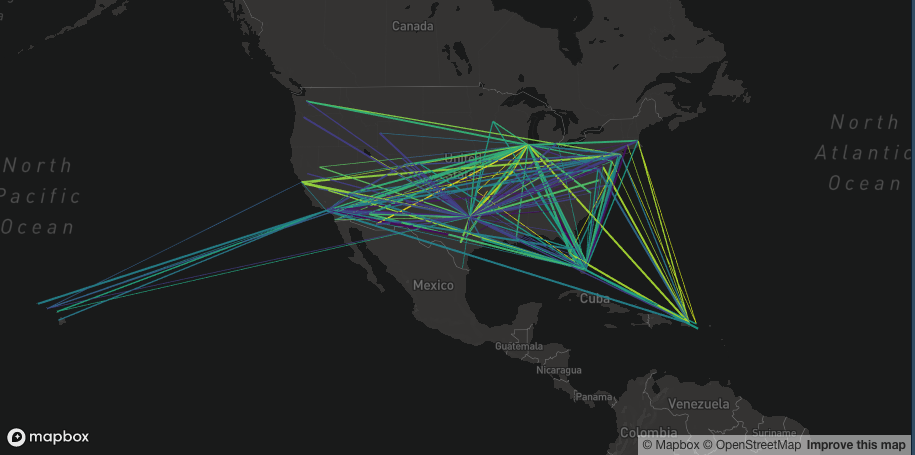 Canada
North
Pacific
Ocean
North
Atlantic
Ocean
Mexico
Cuba
Guatemala
Nicaragua
Panama
Venezuela
Colombia
Suriname
mapbox
© Mapbox © OpenStreetMap Improve this map